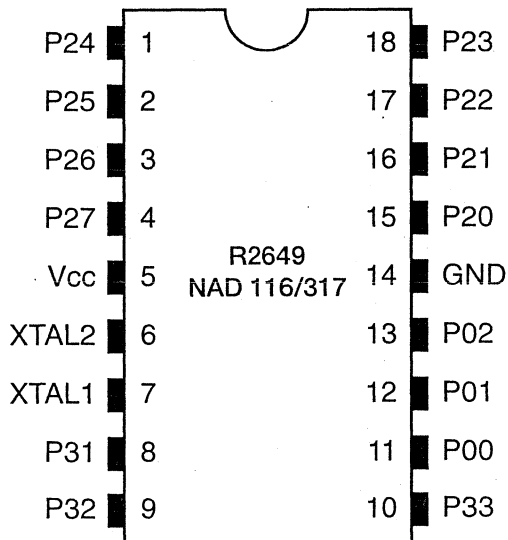 P24 1 18 P23
P25 2 17 P22
P26 3 16 P21
P27 4 15 P20
R2649
Vcc 5 14 GND
NAD 116/317
XTAL2 6 13 P02
XTAL1 7 12 P01
P31 8 11 P00
P32 9 10 P33